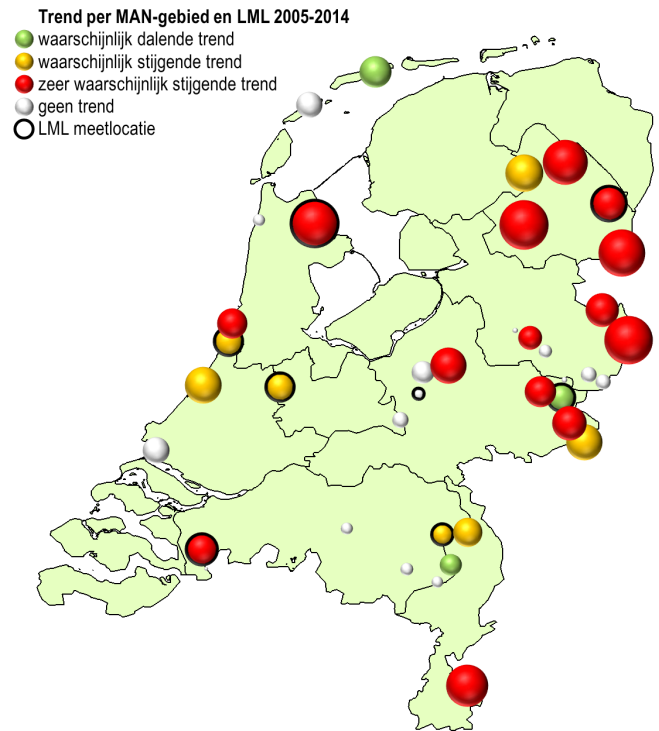 Trend per MAN-gebied en LML 2005-2014
waarschijnlijk dalende trend
waarschijnlijk stijgende trend
zeer waarschijnlijk stijgende trend
geen trend
LML meetlocatie